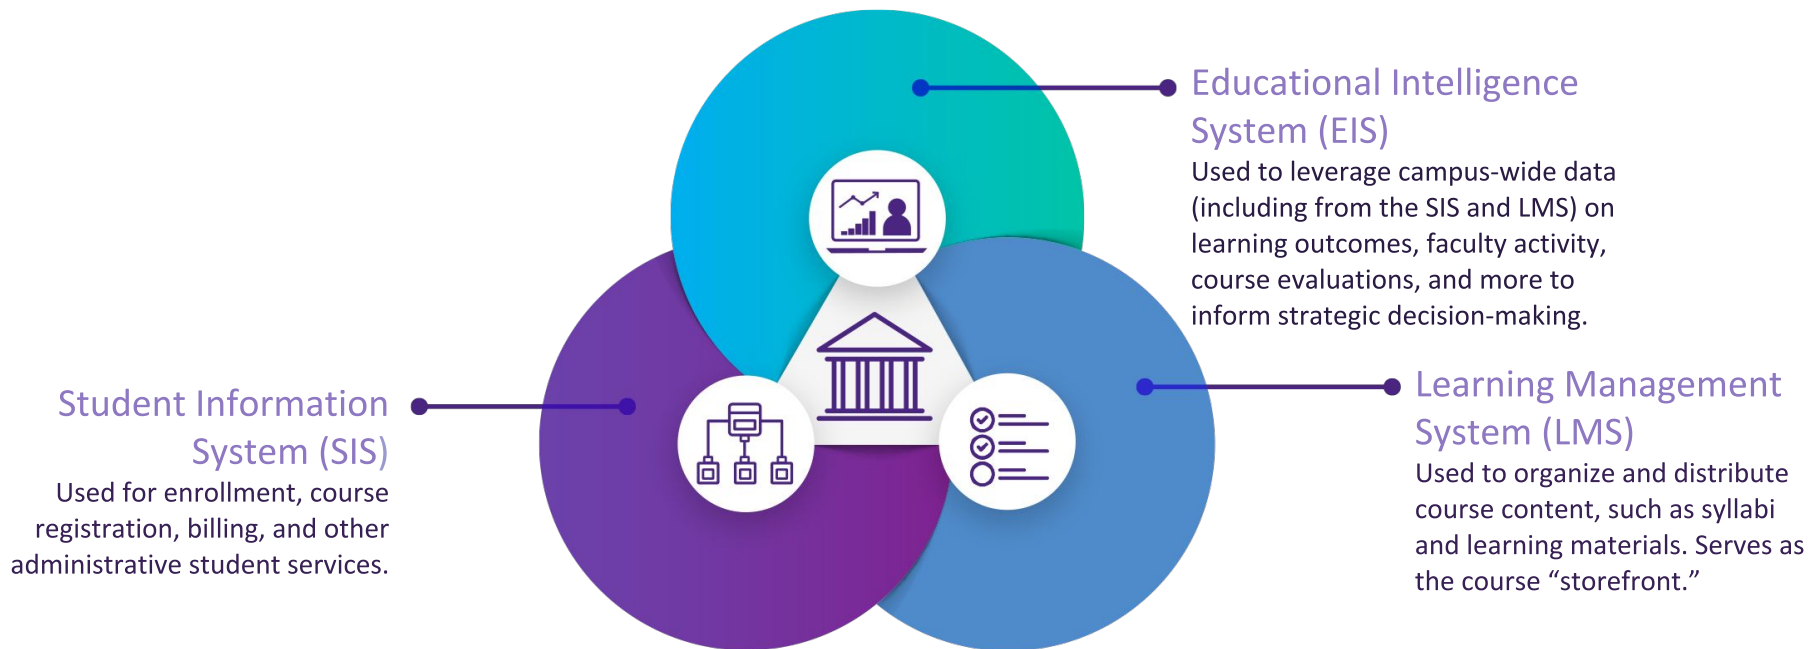 Educational Intelligence
System (EIS)
Used to leverage campus-wide data
(including from the SIS and LMS) on
learning outcomes, faculty activity,
course evaluations, and more to
inform strategic decision-making.
Student Information
System (SIS)
Used for enrollment, course
registration, billing, and other
administrative student services.
Learning Management
System (LMS)
Used to organize and distribute
course content, such as syllabi
and learning materials. Serves as
the course “storefront.”